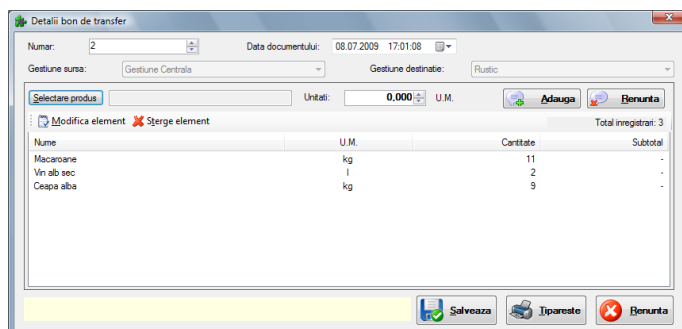 Detalii bon de transfer
Numar: 2 Data documentului: 08.07.2009 17:01:08
Gestiune sursa: Gestiune Centrala Gestiune destinatie: Rustic
Selectare produs Unitati: 0,000 U.M. Adauga Renunta
Modifica element Sterge element Total inregistrari: 3
Nume U.M. Cantitate Subtotal
Macaroane kg 11 -
Vin alb sec l 2 -
Ceapa alba kg 9 -
Salveaza Tipareste Renunta